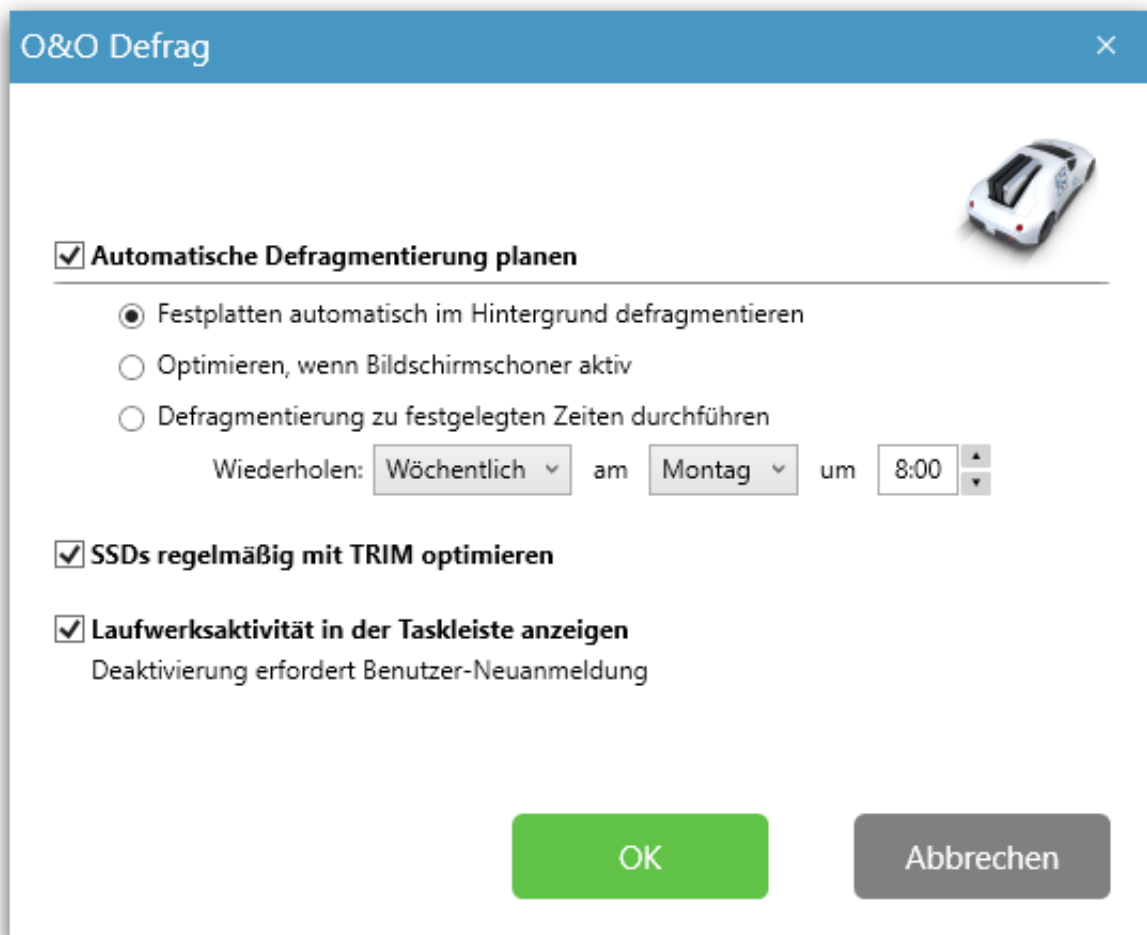 O&O Defrag
Automatische Defragmentierung planen
Festplatten automatisch im Hintergrund defragmentieren
Optimieren, wenn Bildschirmschoner aktiv
Defragmentierung zu festgelegten Zeiten durchführen
Wiederholen: Wöchentlich am Montag um 8:00
SSDs regelmäßig mit TRIM optimieren
Laufwerksaktivität in der Taskleiste anzeigen
Deaktivierung erfordert Benutzer-Neuanmeldung
OK Abbrechen